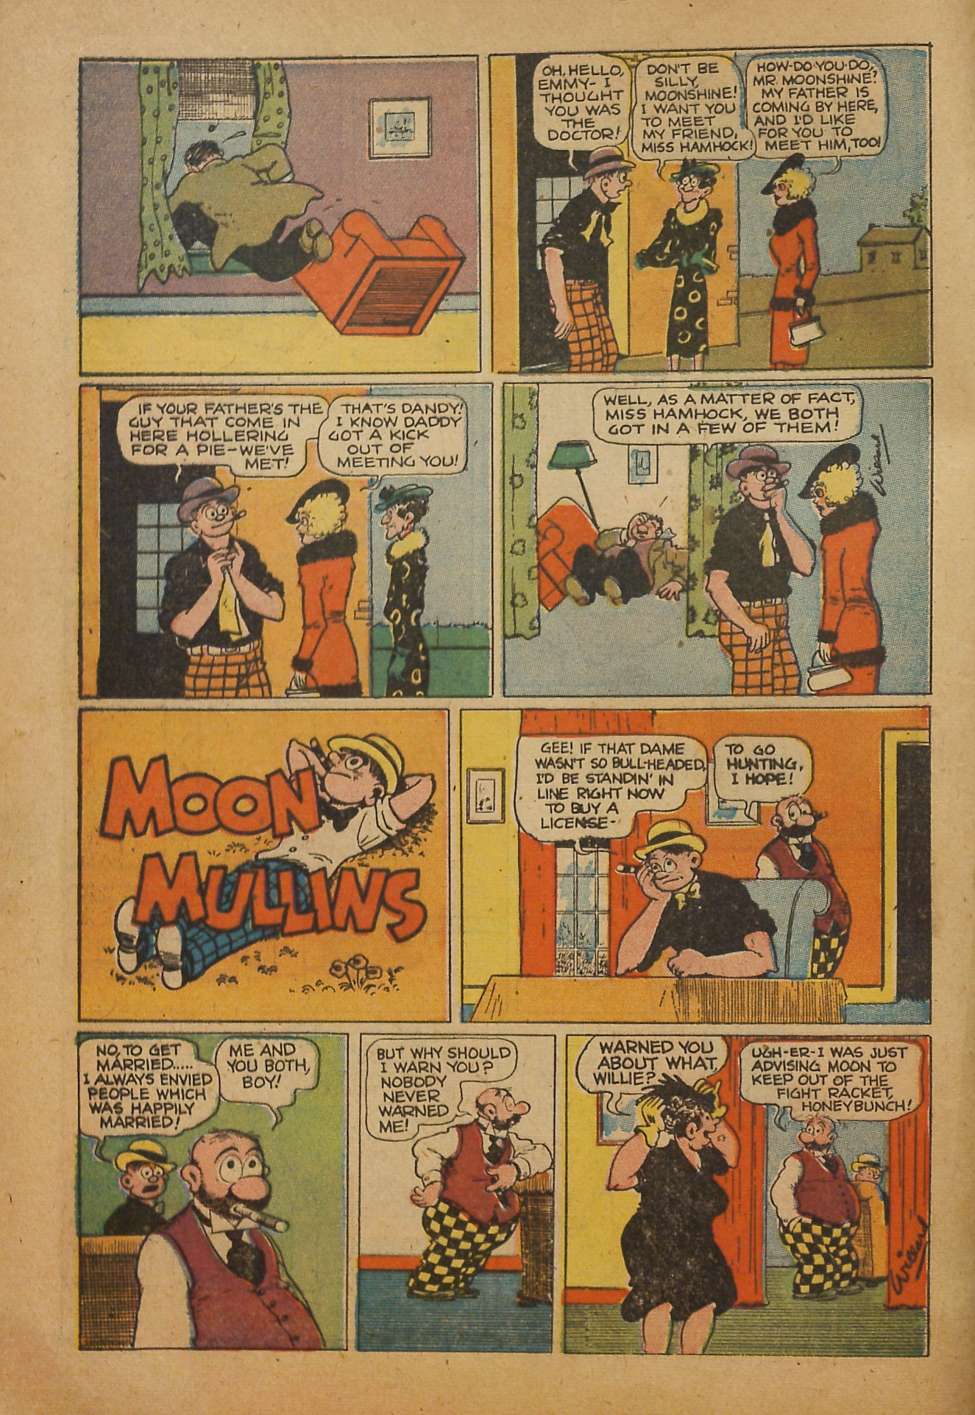 OH, HELLO,
EMMY- I
THOUGHT
YOU WAS
THE
DOCTOR!
DON'T BE
SILLY,
MOONSHINE!
I WANT YOU
TO MEET
MY FRIEND,
MISS HAMHOCK!
HOW-DO-YOU-DO,
MR. MOONSHINE?
MY FATHER IS
COMING BY HERE,
AND I'D LIKE
FOR YOU TO
MEET HIM, TOO!
IF YOUR FATHER'S THE
GUY THAT COME IN
HERE HOLLERING
FOR A PIE-WE'VE
MET!
THAT'S DANDY!
I KNOW DADDY
GOT A KICK
OUT OF
MEETING YOU!
WELL, AS A MATTER OF FACT,
MISS HAMHOCK, WE BOTH
GOT IN A FEW OF THEM!
Willard
MOON
MULLINS
GEE! IF THAT DAME
WASN'T SO BULL-HEADED,
I'D BE STANDIN' IN
LINE RIGHT NOW
TO BUY A
LICENSE-
TO GO
HUNTING,
I HOPE!
NO, TO GET
MARRIED.....
I ALWAYS ENVIED
PEOPLE WHICH
WAS HAPPILY
MARRIED!
ME AND
YOU BOTH,
BOY!
BUT WHY SHOULD
I WARN YOU?
NOBODY
NEVER
WARNED
ME!
WARNED YOU
ABOUT WHAT,
WILLIE?
UGH-ER-I WAS JUST
ADVISING MOON TO
KEEP OUT OF THE
FIGHT RACKET,
HONEYBUNCH!
Willard